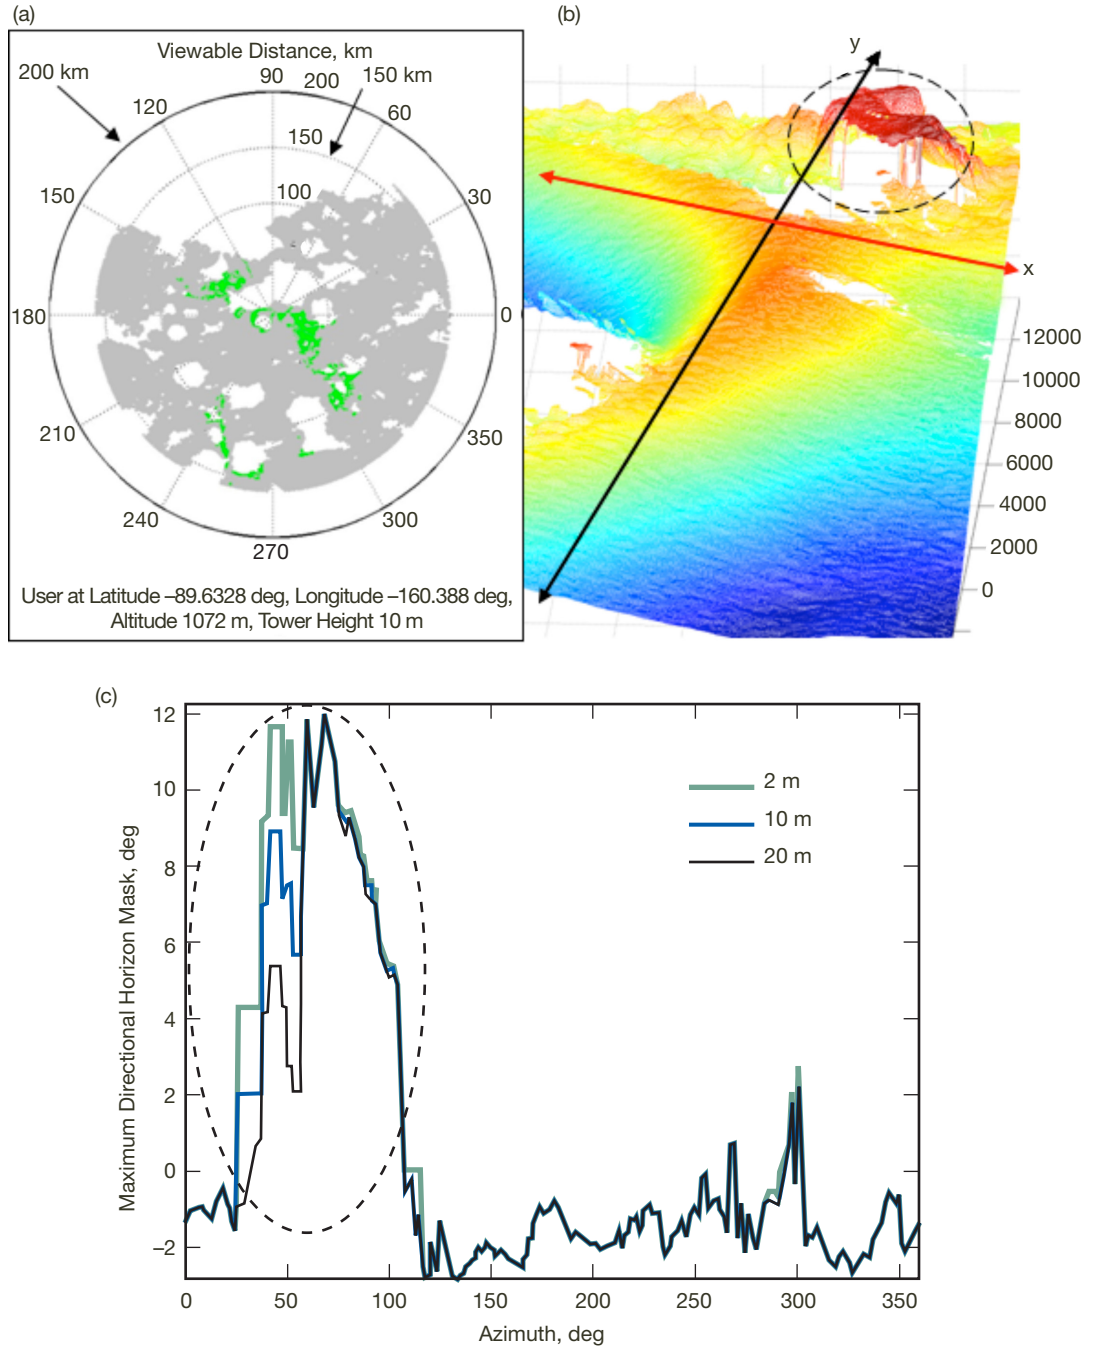 (a)
Viewable Distance, km
200 km
90
200
150 km
120
60
150
150
100
30
180
0
210
350
240
300
270
User at Latitude –89.6328 deg, Longitude –160.388 deg,
Altitude 1072 m, Tower Height 10 m
(b)
y
x
12000
10000
8000
6000
4000
2000
0
(c)
12
10
8
6
4
2
0
–2
Maximum Directional Horizon Mask, deg
2 m
10 m
20 m
0
50
100
150
200
250
300
350
Azimuth, deg